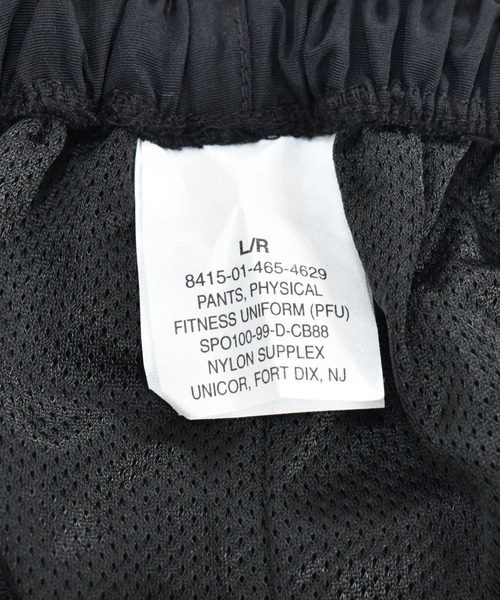 L/R
8415-01-465-4629
PANTS, PHYSICAL
FITNESS UNIFORM (PFU)
SPO100-99-D-CB88
NYLON SUPPLEX
UNICOR, FORT DIX, NJ